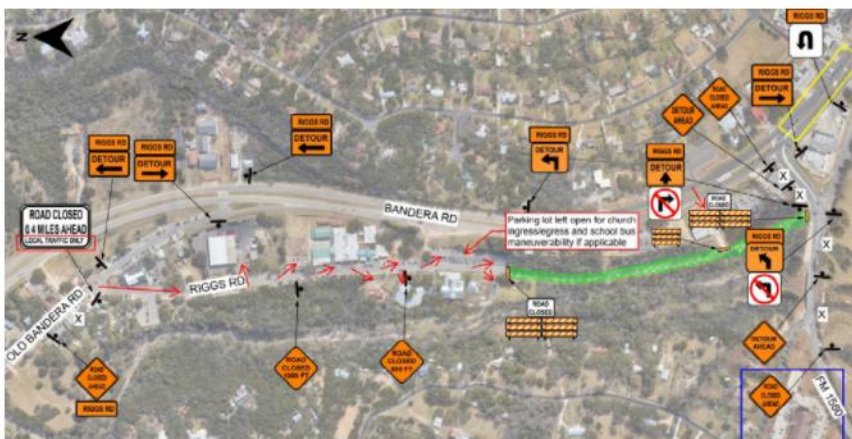 RIGGS RD
N
RIGGS RD
DETOUR
RIGGS RD
DETOUR
RIGGS RD
DETOUR
RIGGS RD
DETOUR
DETOUR
AHEAD
ROAD
CLOSED
AHEAD
RIGGS RD
DETOUR
RIGGS RD
DETOUR
ROAD CLOSED
0.4 MILES AHEAD
LOCAL TRAFFIC ONLY
BANDERA RD
Parking lot left open for church
ingress/egress and school bus
maneuverability if applicable
ROAD
CLOSED
X
X
RIGGS RD
DETOUR
RIGGS RD
OLD BANDERA RD
X
X
ROAD
CLOSED
X
ROAD
CLOSED
AHEAD
RIGGS RD
ROAD
CLOSED
1000 FT
ROAD
CLOSED
500 FT
DETOUR
AHEAD
ROAD
CLOSED
AHEAD
FM 1560